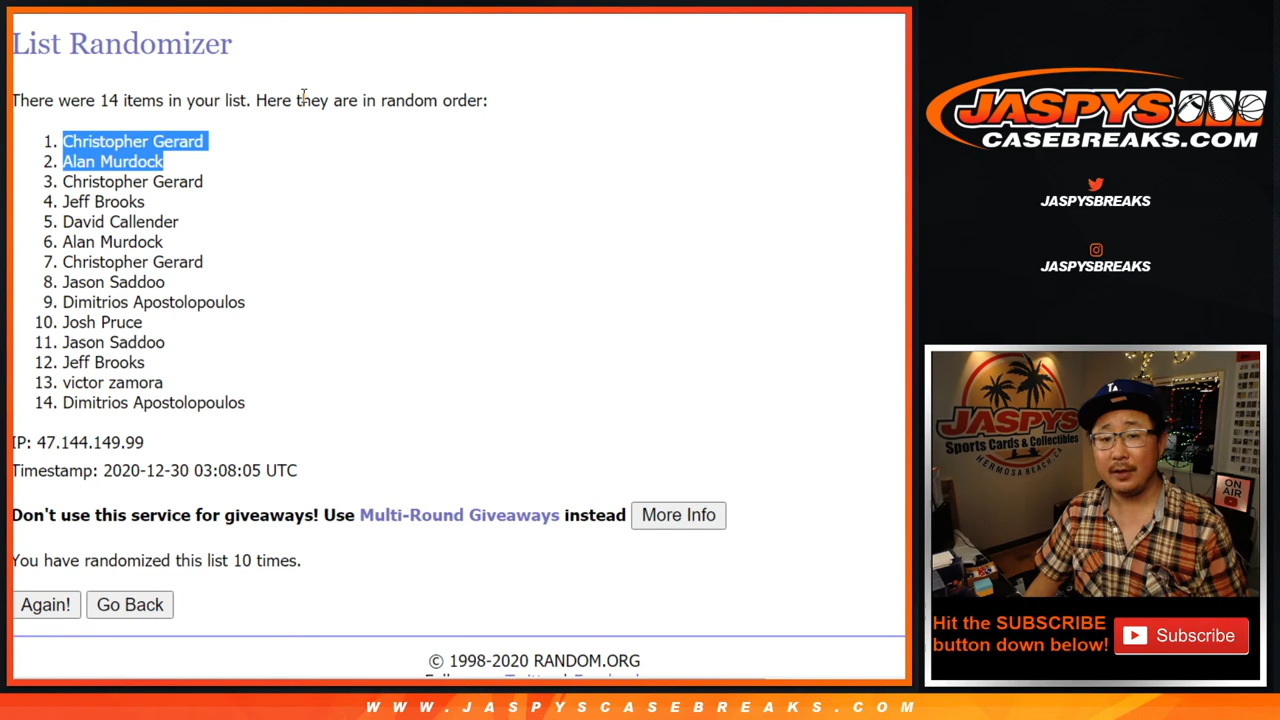 List Randomizer
There were 14 items in your list. Here they are in random order:
1. Christopher Gerard
2. Alan Murdock
3. Christopher Gerard
4. Jeff Brooks
5. David Callender
6. Alan Murdock
7. Christopher Gerard
8. Jason Saddoo
9. Dimitrios Apostolopoulos
10. Josh Pruce
11. Jason Saddoo
12. Jeff Brooks
13. victor zamora
14. Dimitrios Apostolopoulos
IP: 47.144.149.99
Timestamp: 2020-12-30 03:08:05 UTC
Don't use this service for giveaways! Use Multi-Round Giveaways instead More Info
You have randomized this list 10 times.
Again! Go Back
© 1998-2020 RANDOM.ORG
JASPYS
CASEBREAKS.COM
JASPYSBREAKS
JASPYSBREAKS
JASPYS
Sports Cards & Collectibles
HERMOSA BEACH, CA
LA
ON
AIR
Hit the SUBSCRIBE
button down below!
Subscribe
WWW.JASPYSCASEBREAKS.COM